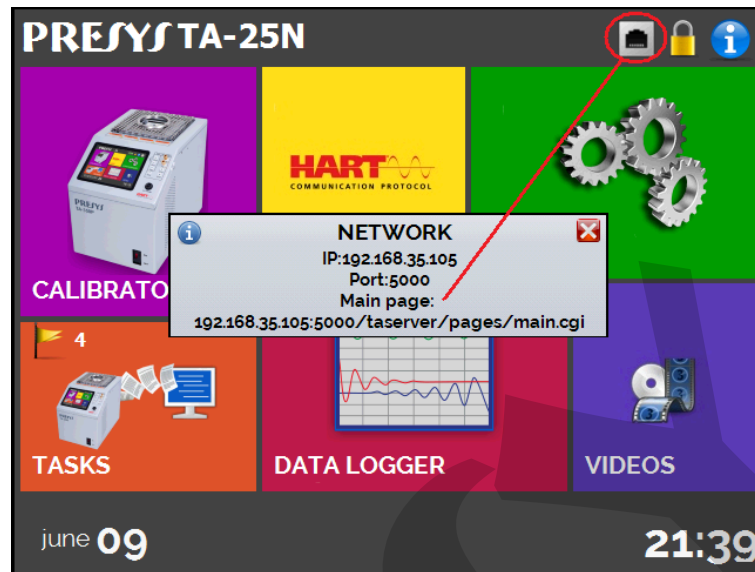 PRESYS TA-25N
HART
COMMUNICATION PROTOCOL
PRESYS
NETWORK
IP:192.168.35.105
Port:5000
Main page:
192.168.35.105:5000/taserver/pages/main.cgi
CALIBRATO
4
TASKS
DATA LOGGER
VIDEOS
june 09
21:39